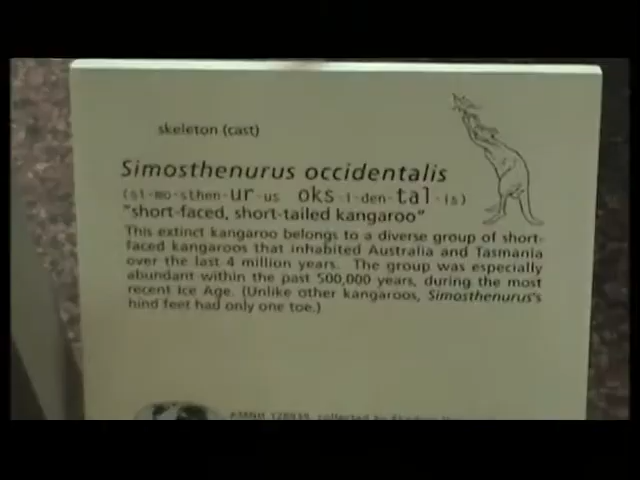 skeleton (cast)
Simosthenurus occidentalis
(si-mo-sthen-ur-us oks-i-den-tal-is)
"short-faced, short-tailed kangaroo"
This extinct kangaroo belongs to a diverse group of short-
faced kangaroos that inhabited Australia and Tasmania
over the last 4 million years. The group was especially
abundant within the past 500,000 years, during the most
recent Ice Age. (Unlike other kangaroos, Simosthenurus's
hind feet had only one toe.)
collected by